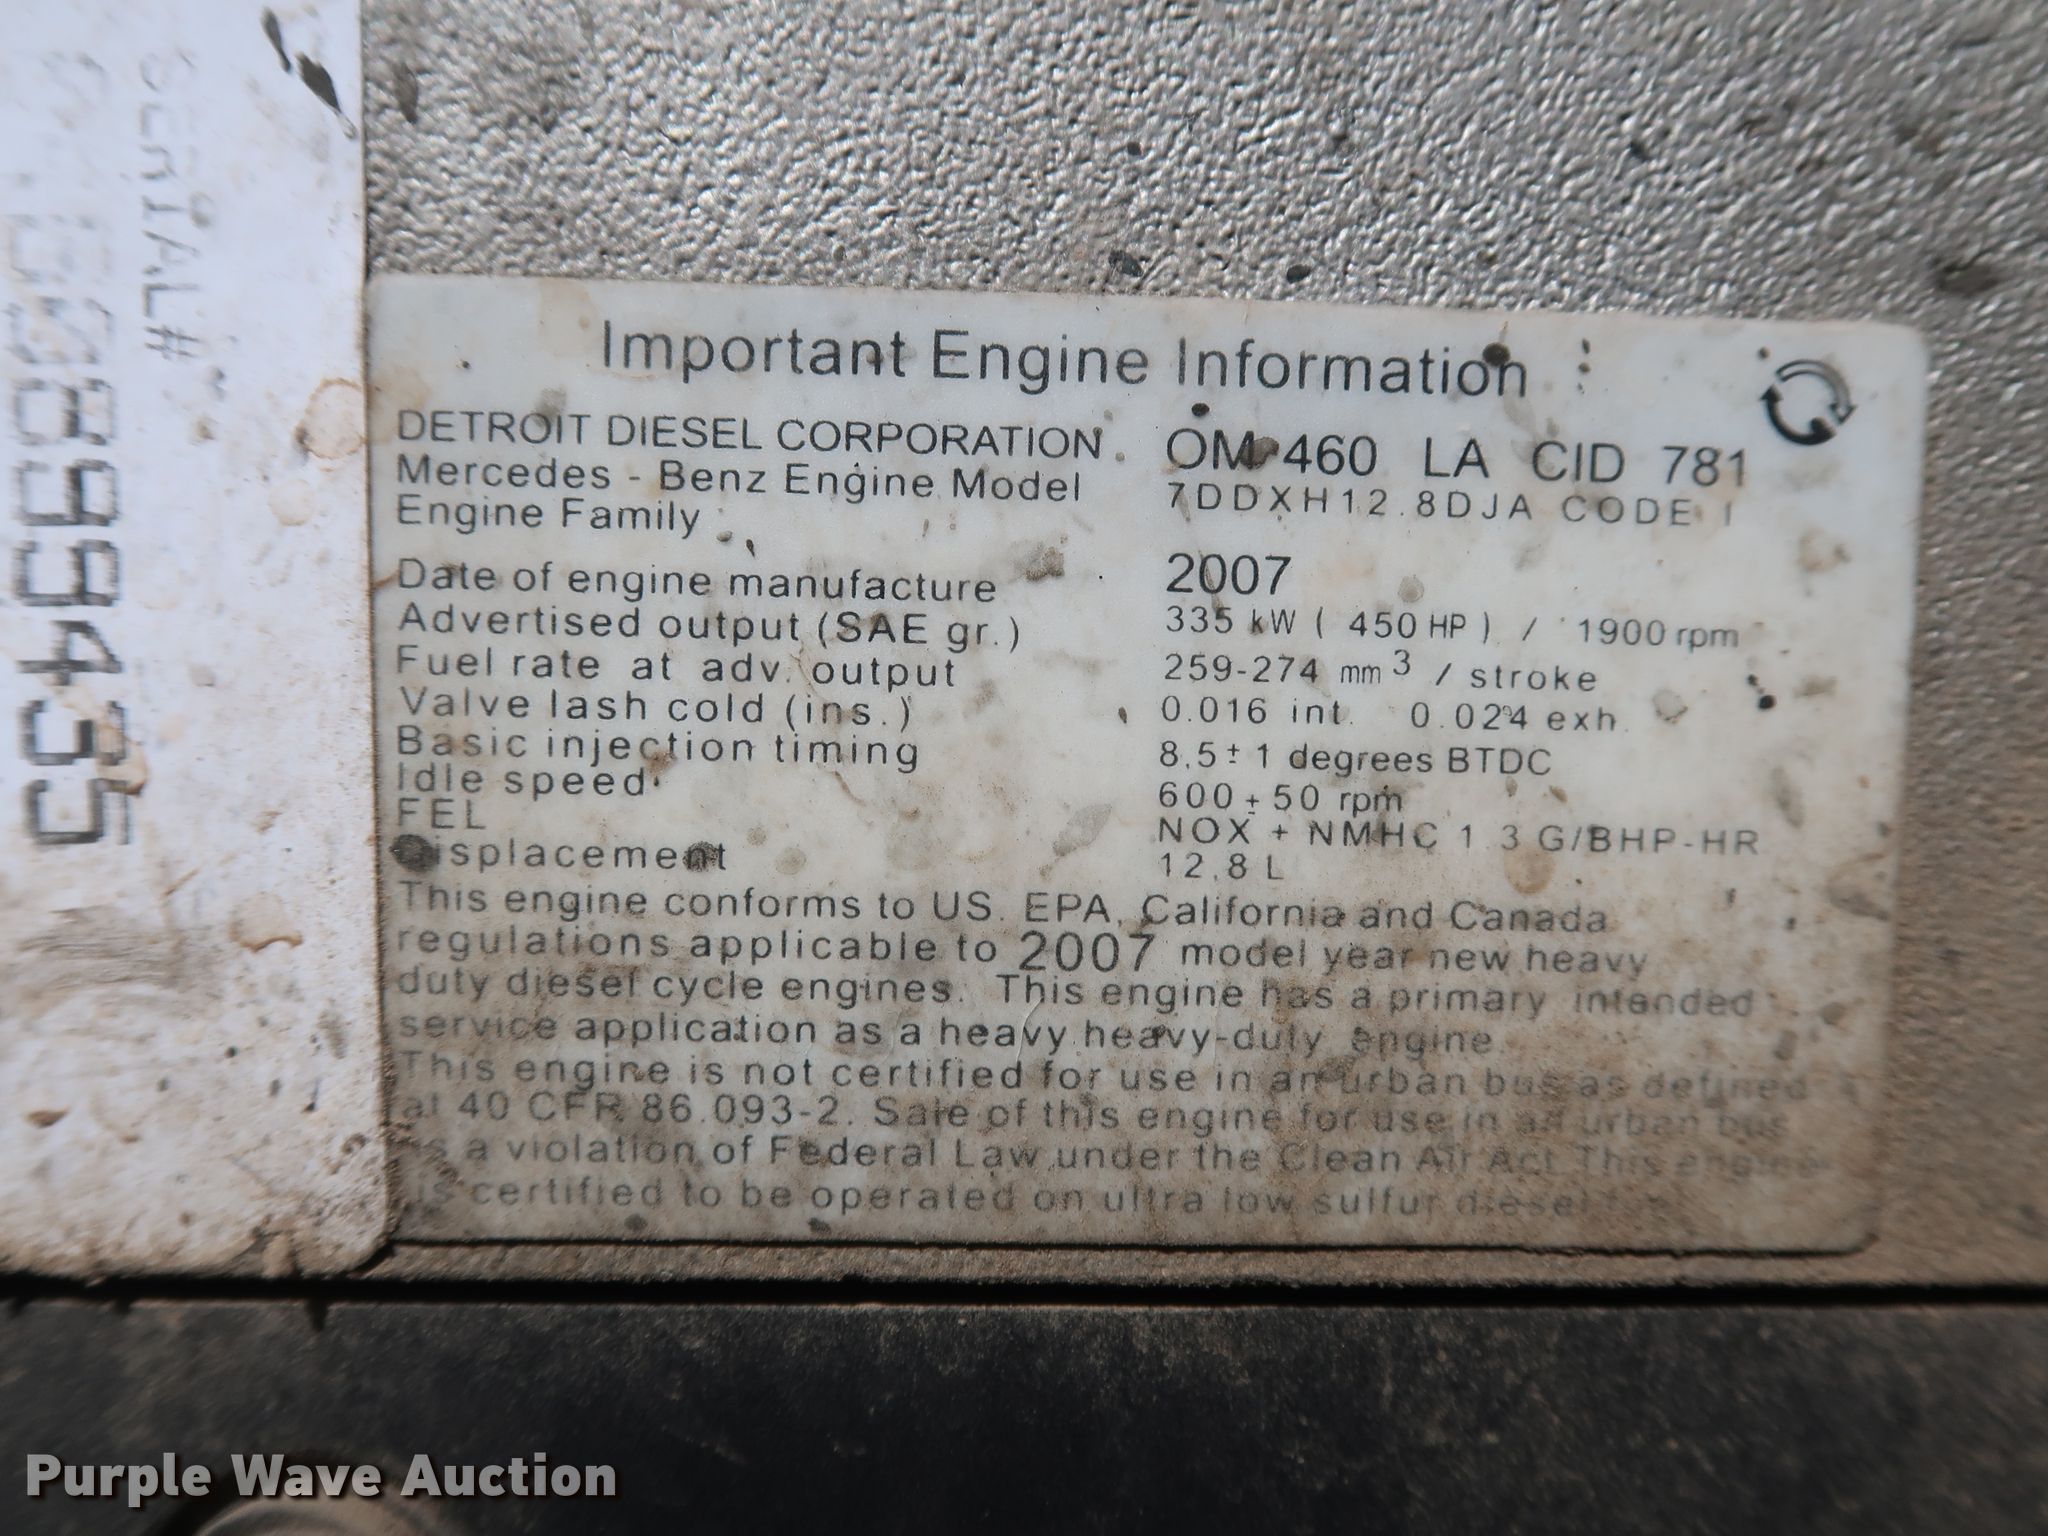 SERIAL#
899435
Important Engine Information
DETROIT DIESEL CORPORATION.
Mercedes - Benz Engine Model OM 460 LA CID 781
Engine Family 7DDXH12.8DJA CODE
Date of engine manufacture 2007
Advertised output (SAE gr.) 335 kW ( 450 HP ) / 1900 rpm
Fuel rate at adv. output 259-274 mm3 / stroke
Valve lash cold (ins.) 0.016 int. 0.024 exh.
Basic injection timing 8.5 ± 1 degrees BTDC
Idle speed 600 ± 50 rpm
FEL NOX + NMHC 1.3 G/BHP-HR
Displacement 12.8 L
This engine conforms to US. EPA, California and Canada
regulations applicable to 2007 model year new heavy
duty diesel cycle engines. This engine has a primary intended
service application as a heavy heavy-duty engine.
This engine is not certified for use in an urban bus as defined
at 40 CFR 86.093-2. Sale of this engine for use in an urban bus
is a violation of Federal Law under the Clean Air Act This engine
is certified to be operated on ultra low sulfur diesel
Purple Wave Auction